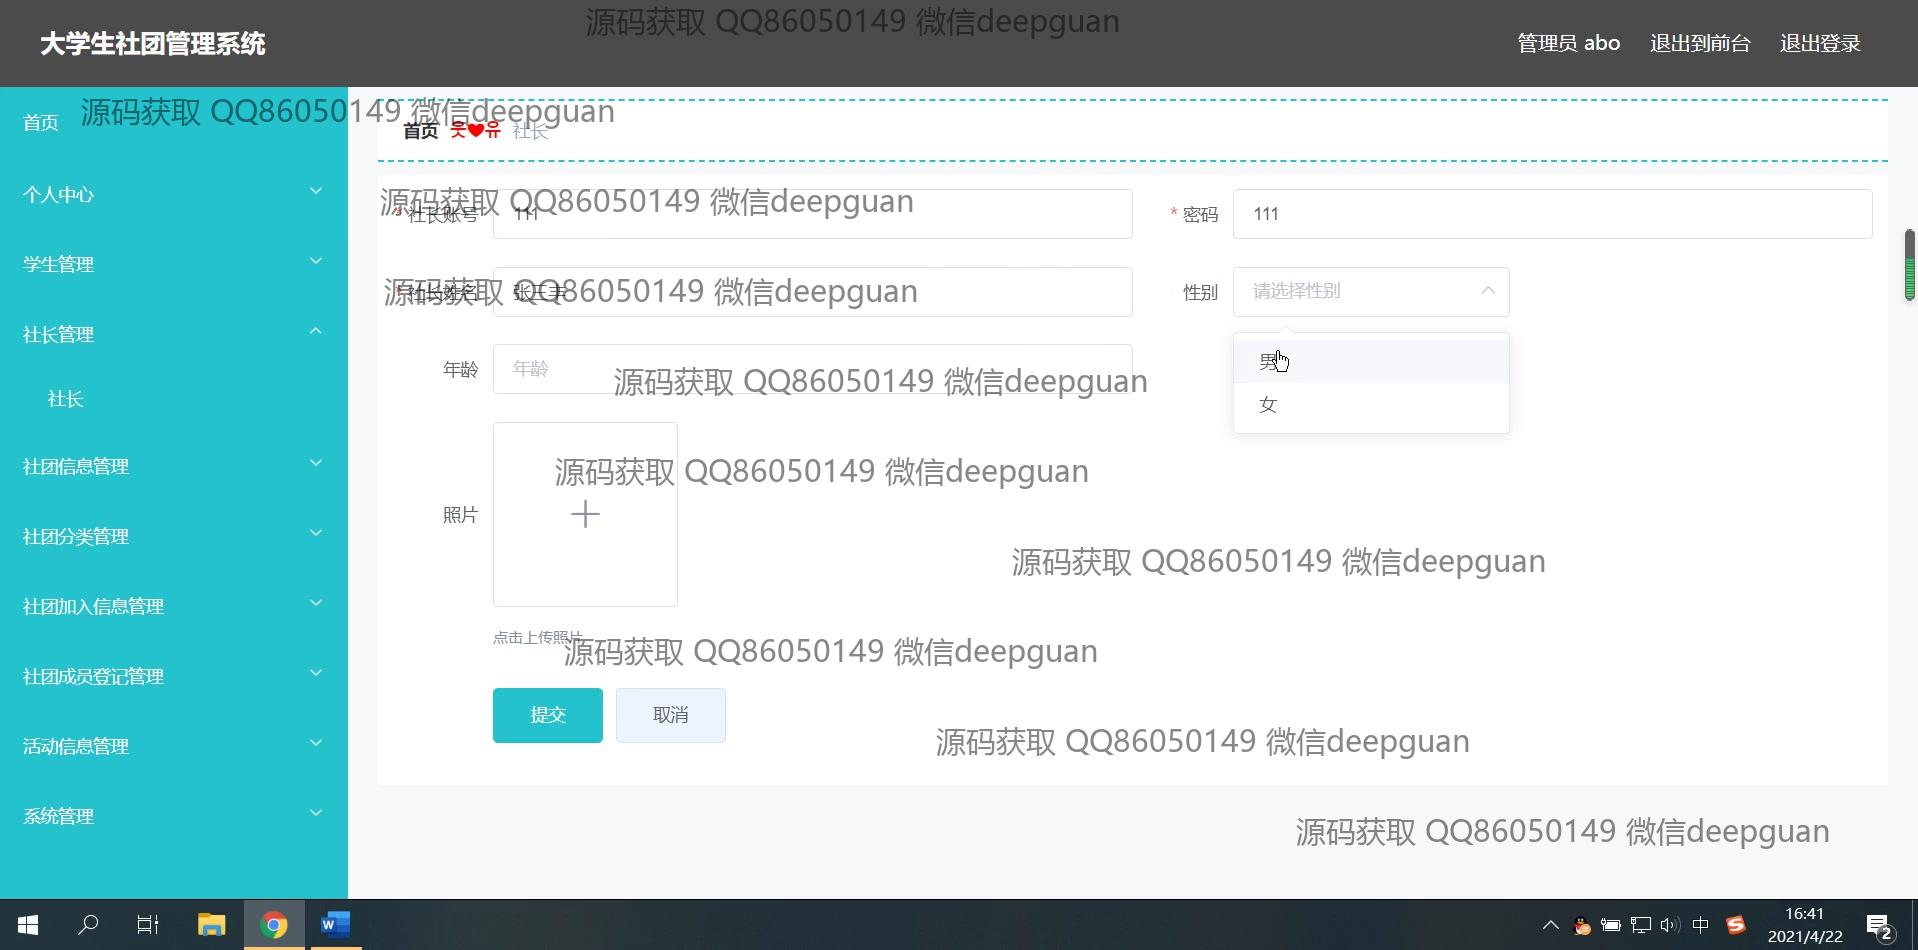 源码获取 QQ86050149 微信deepguan
大学生社团管理系统
管理员 abo 退出到前台 退出登录
源码获取 QQ86050149 微信deepguan
首页
首页 웃❤유 社长
个人中心
源码获取 QQ86050149 微信deepguan
* 社长账号 111
* 密码 111
学生管理
源码获取 QQ86050149 微信deepguan
* 社长姓名 张三丰
性别 请选择性别
社长管理
男
年龄 年龄
源码获取 QQ86050149 微信deepguan
社长
女
社团信息管理
源码获取 QQ86050149 微信deepguan
照片
社团分类管理
源码获取 QQ86050149 微信deepguan
社团加入信息管理
点击上传照片
源码获取 QQ86050149 微信deepguan
社团成员登记管理
提交 取消
活动信息管理
源码获取 QQ86050149 微信deepguan
系统管理
源码获取 QQ86050149 微信deepguan
中
16:41
2021/4/22
2